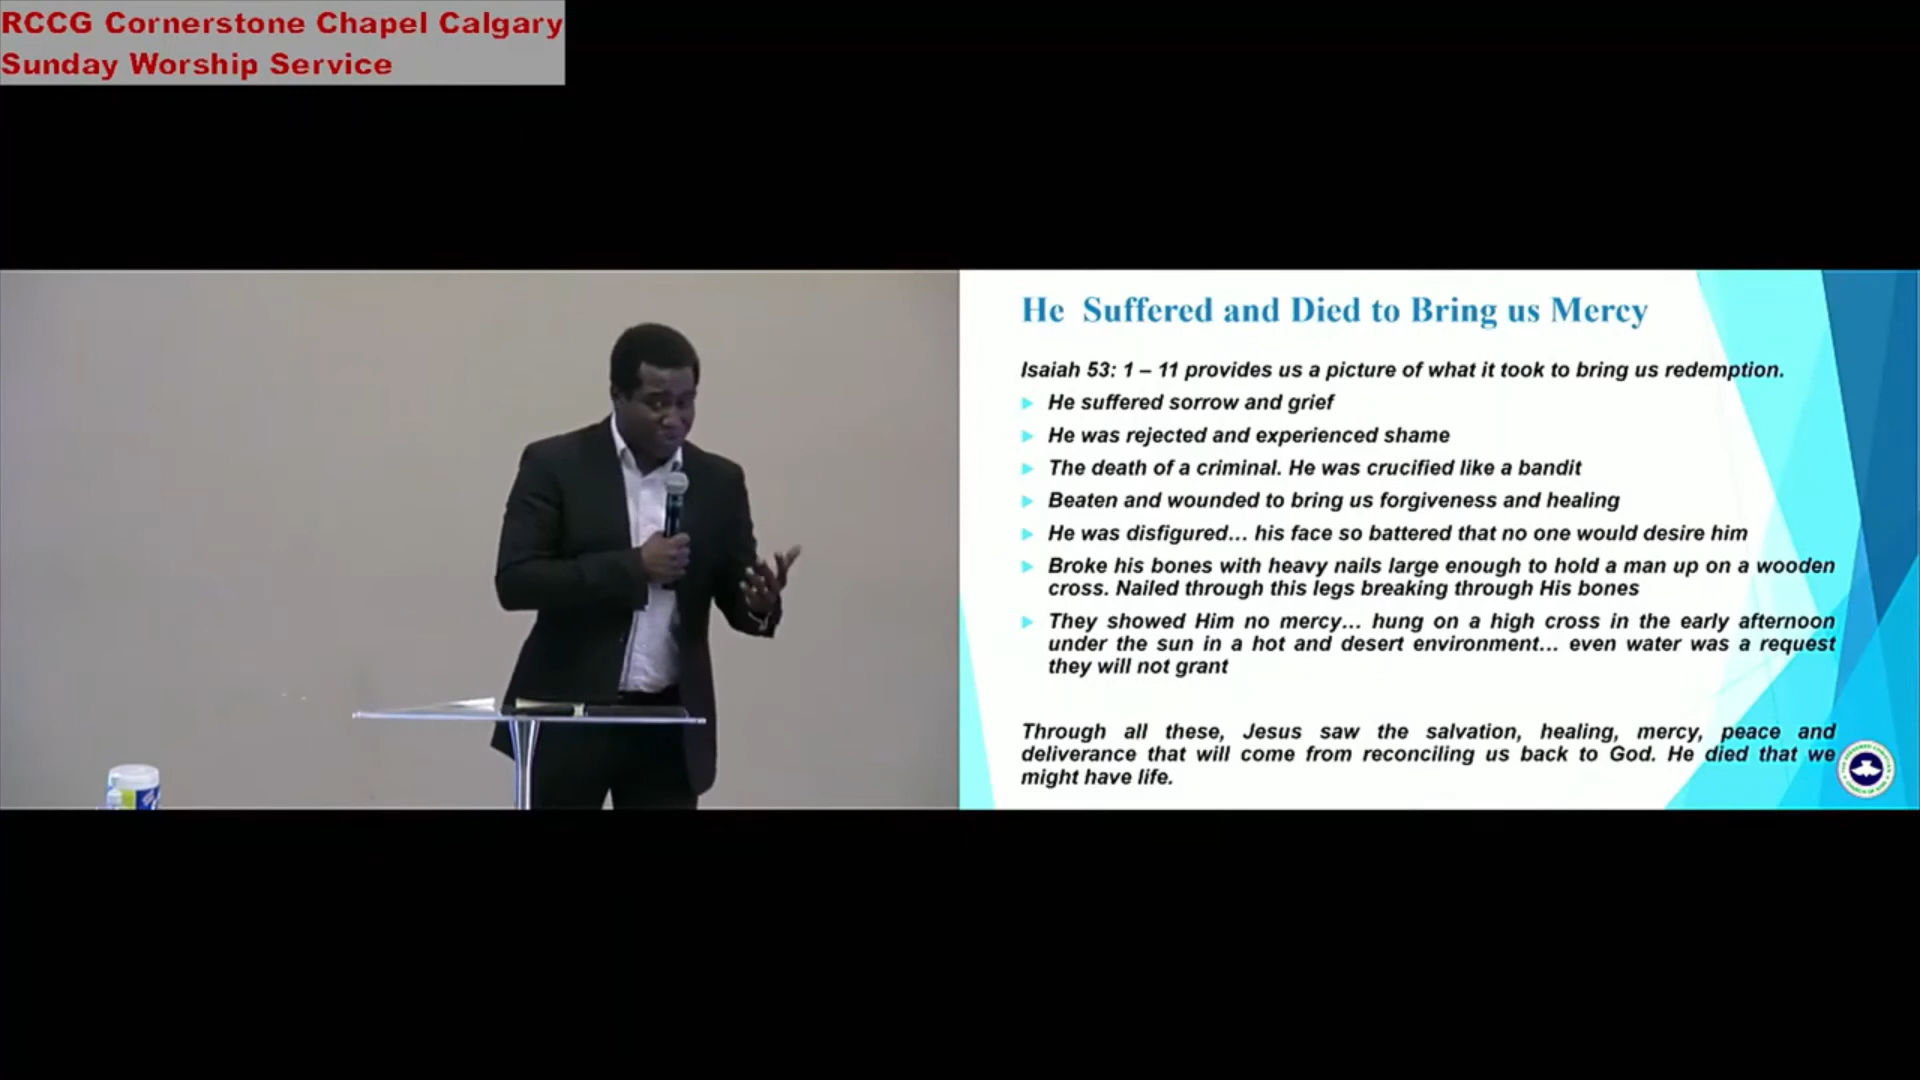 RCCG Cornerstone Chapel Calgary
Sunday Worship Service
He Suffered and Died to Bring us Mercy
Isaiah 53: 1 – 11 provides us a picture of what it took to bring us redemption.
He suffered sorrow and grief
He was rejected and experienced shame
The death of a criminal. He was crucified like a bandit
Beaten and wounded to bring us forgiveness and healing
He was disfigured… his face so battered that no one would desire him
Broke his bones with heavy nails large enough to hold a man up on a wooden
cross. Nailed through this legs breaking through His bones
They showed Him no mercy… hung on a high cross in the early afternoon
under the sun in a hot and desert environment… even water was a request
they will not grant
Through all these, Jesus saw the salvation, healing, mercy, peace and
deliverance that will come from reconciling us back to God. He died that we
might have life.